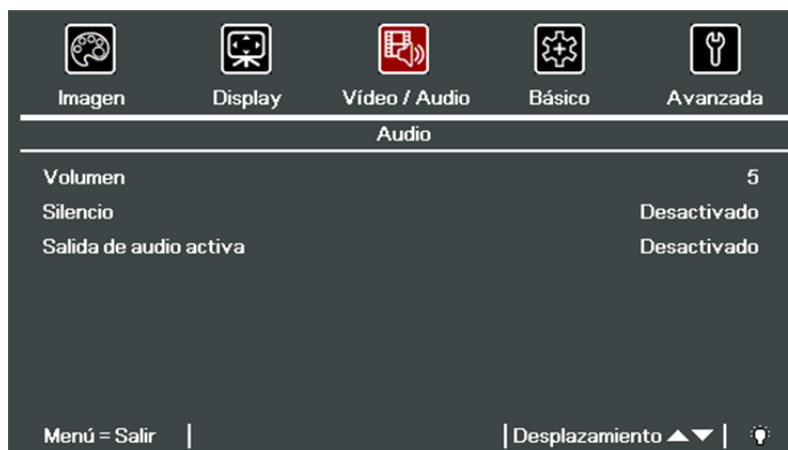 Imagen Display Vídeo / Audio Básico Avanzada
Audio
Volumen 5
Silencio Desactivado
Salida de audio activa Desactivado
Menú = Salir | | Desplazamiento ▲▼ |